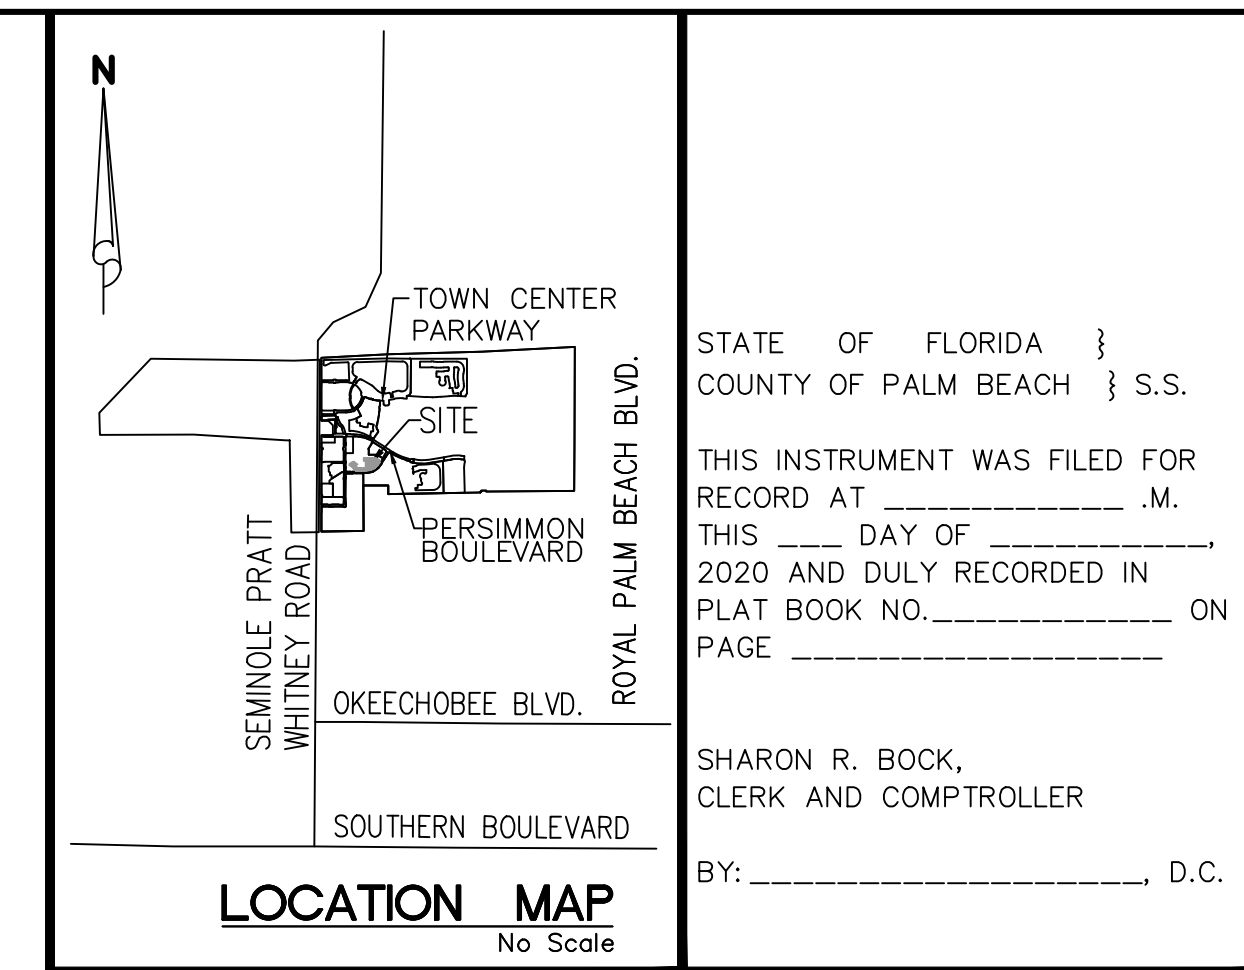 N
TOWN CENTER
PARKWAY
SITE
PERSIMMON
BOULEVARD
ROYAL PALM BEACH BLVD.
SEMINOLE PRATT
WHITNEY ROAD
OKEECHOBEE BLVD.
SOUTHERN BOULEVARD
LOCATION MAP
No Scale
STATE OF FLORIDA }
COUNTY OF PALM BEACH } S.S.
THIS INSTRUMENT WAS FILED FOR
RECORD AT ___________ .M.
THIS ___ DAY OF __________,
2020 AND DULY RECORDED IN
PLAT BOOK NO.___________ ON
PAGE _________________
SHARON R. BOCK,
CLERK AND COMPTROLLER
BY: __________________, D.C.